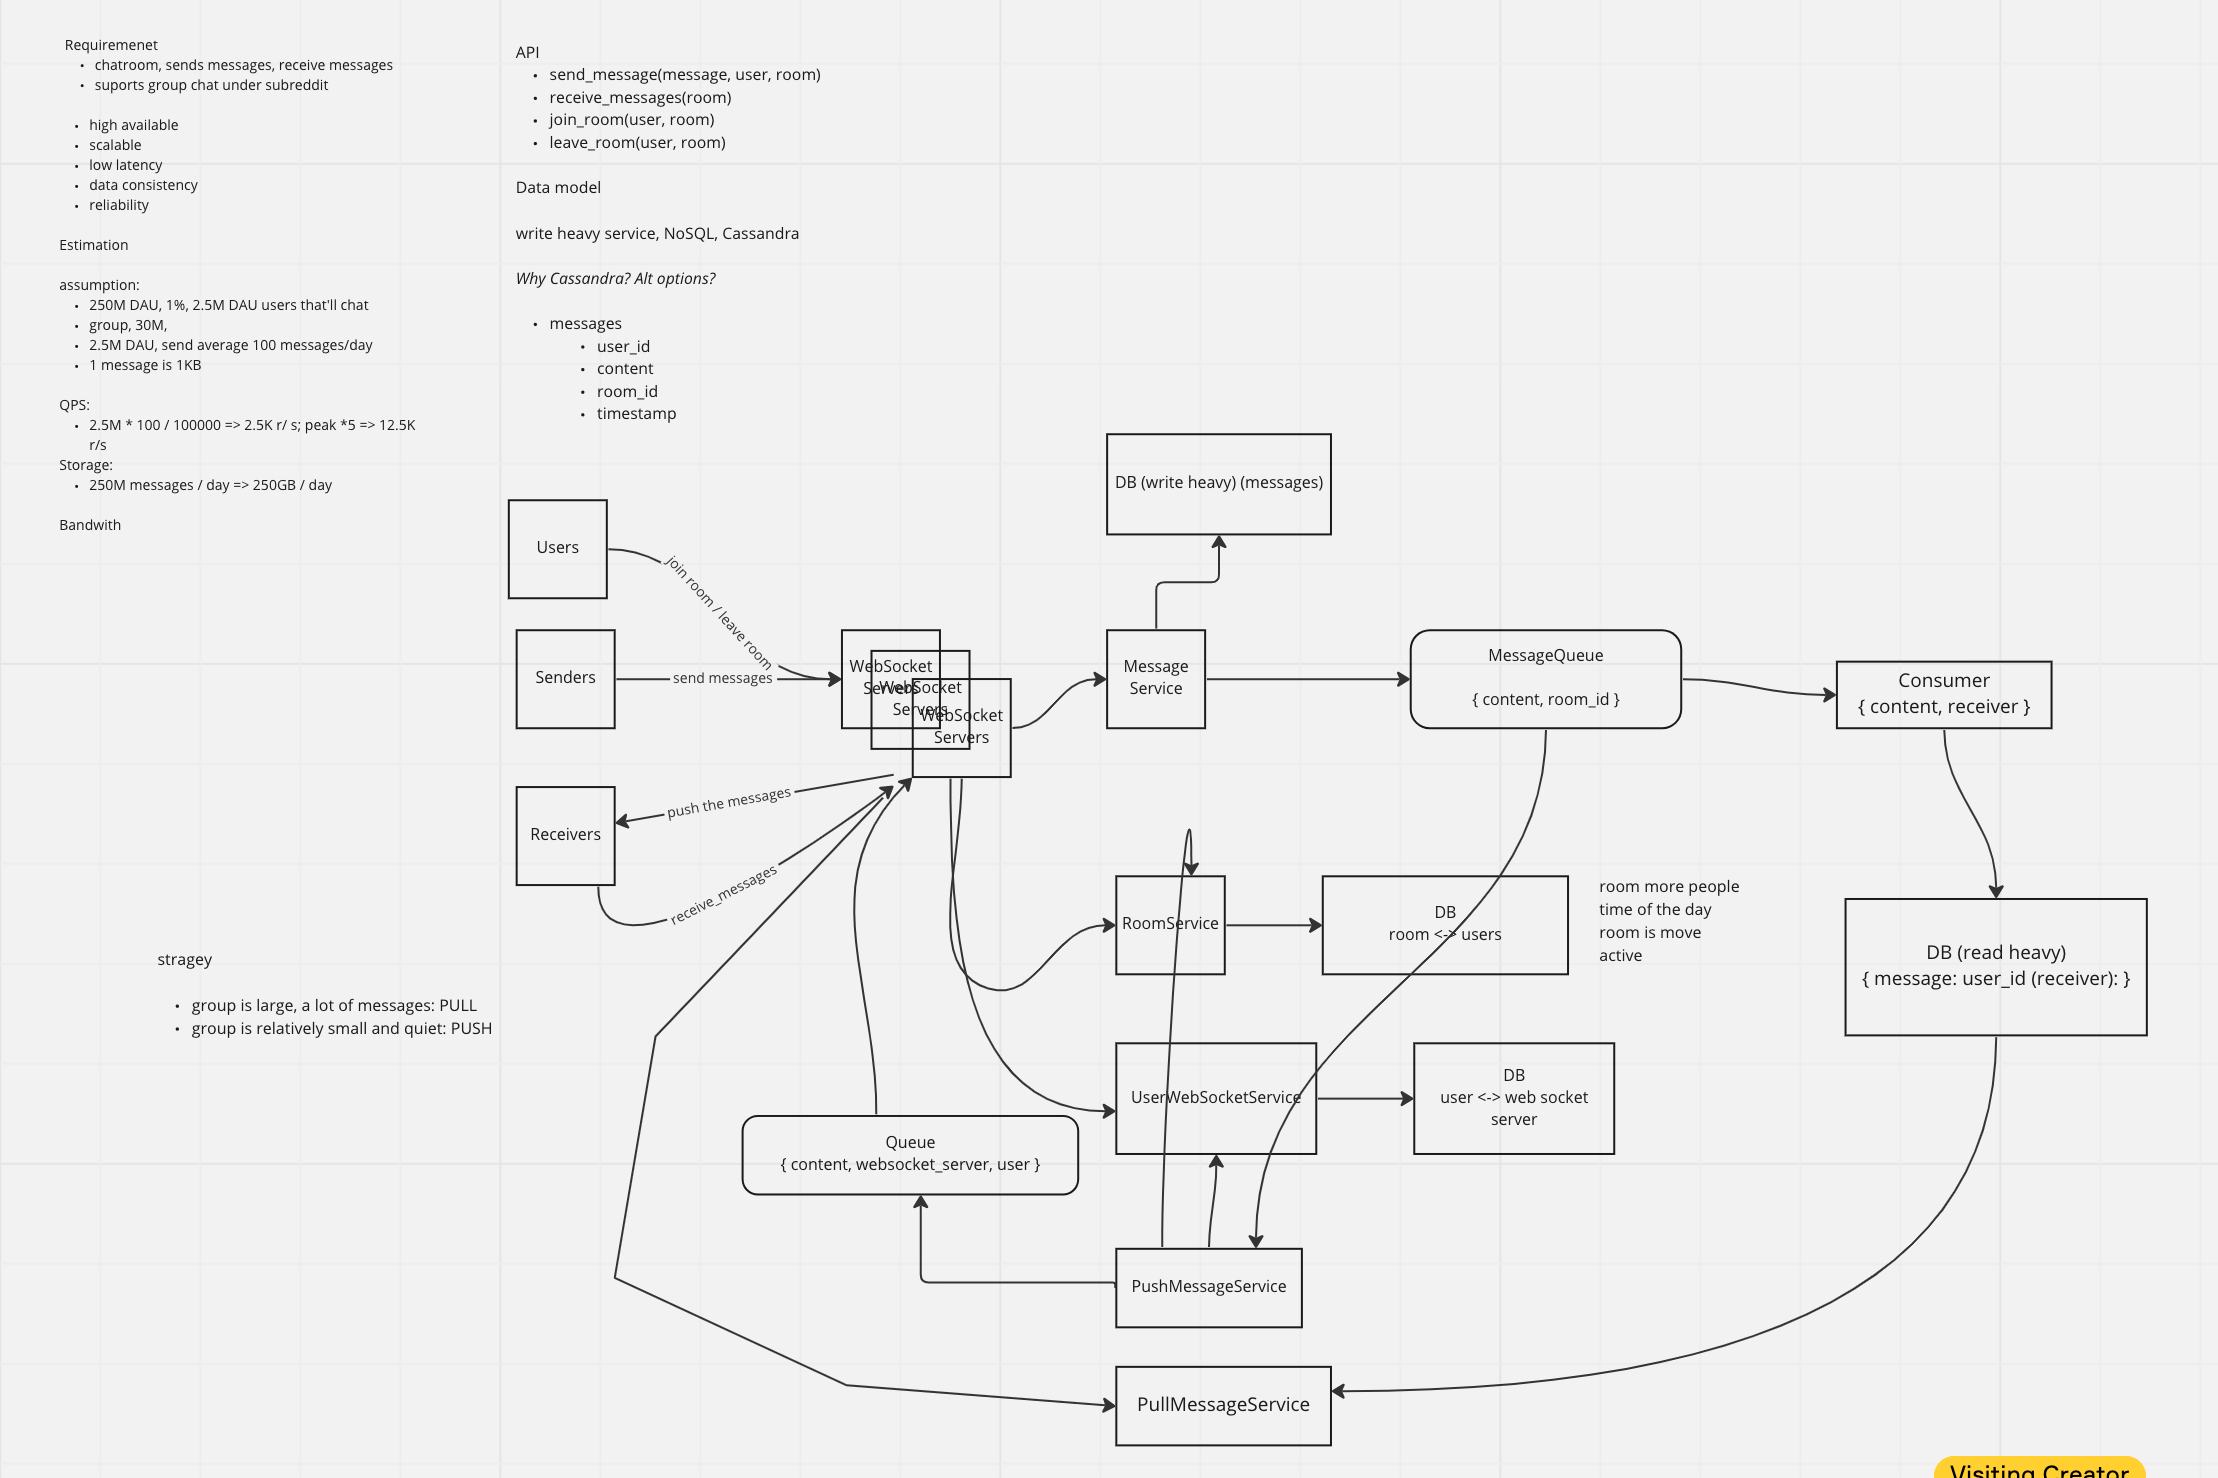 Requiremenet
• chatroom, sends messages, receive messages
• suports group chat under subreddit
• high available
• scalable
• low latency
• data consistency
• reliability
Estimation
assumption:
• 250M DAU, 1%, 2.5M DAU users that'll chat
• group, 30M,
• 2.5M DAU, send average 100 messages/day
• 1 message is 1KB
QPS:
• 2.5M * 100 / 100000 => 2.5K r/ s; peak *5 => 12.5K
r/s
Storage:
• 250M messages / day => 250GB / day
Bandwith
API
• send_message(message, user, room)
• receive_messages(room)
• join_room(user, room)
• leave_room(user, room)
Data model
write heavy service, NoSQL, Cassandra
Why Cassandra? Alt options?
• messages
• user_id
• content
• room_id
• timestamp
DB (write heavy) (messages)
Users
join room / leave room
Senders
send messages
WebSocket
Servers
WebSocket
Servers
WebSocket
Servers
Message
Service
MessageQueue
{ content, room_id }
Consumer
{ content, receiver }
Receivers
push the messages
receive_messages
RoomService
DB
room <-> users
room more people
time of the day
room is move
active
DB (read heavy)
{ message: user_id (receiver): }
stragey
• group is large, a lot of messages: PULL
• group is relatively small and quiet: PUSH
UserWebSocketService
DB
user <-> web socket
server
Queue
{ content, websocket_server, user }
PushMessageService
PullMessageService
Visiting Creator